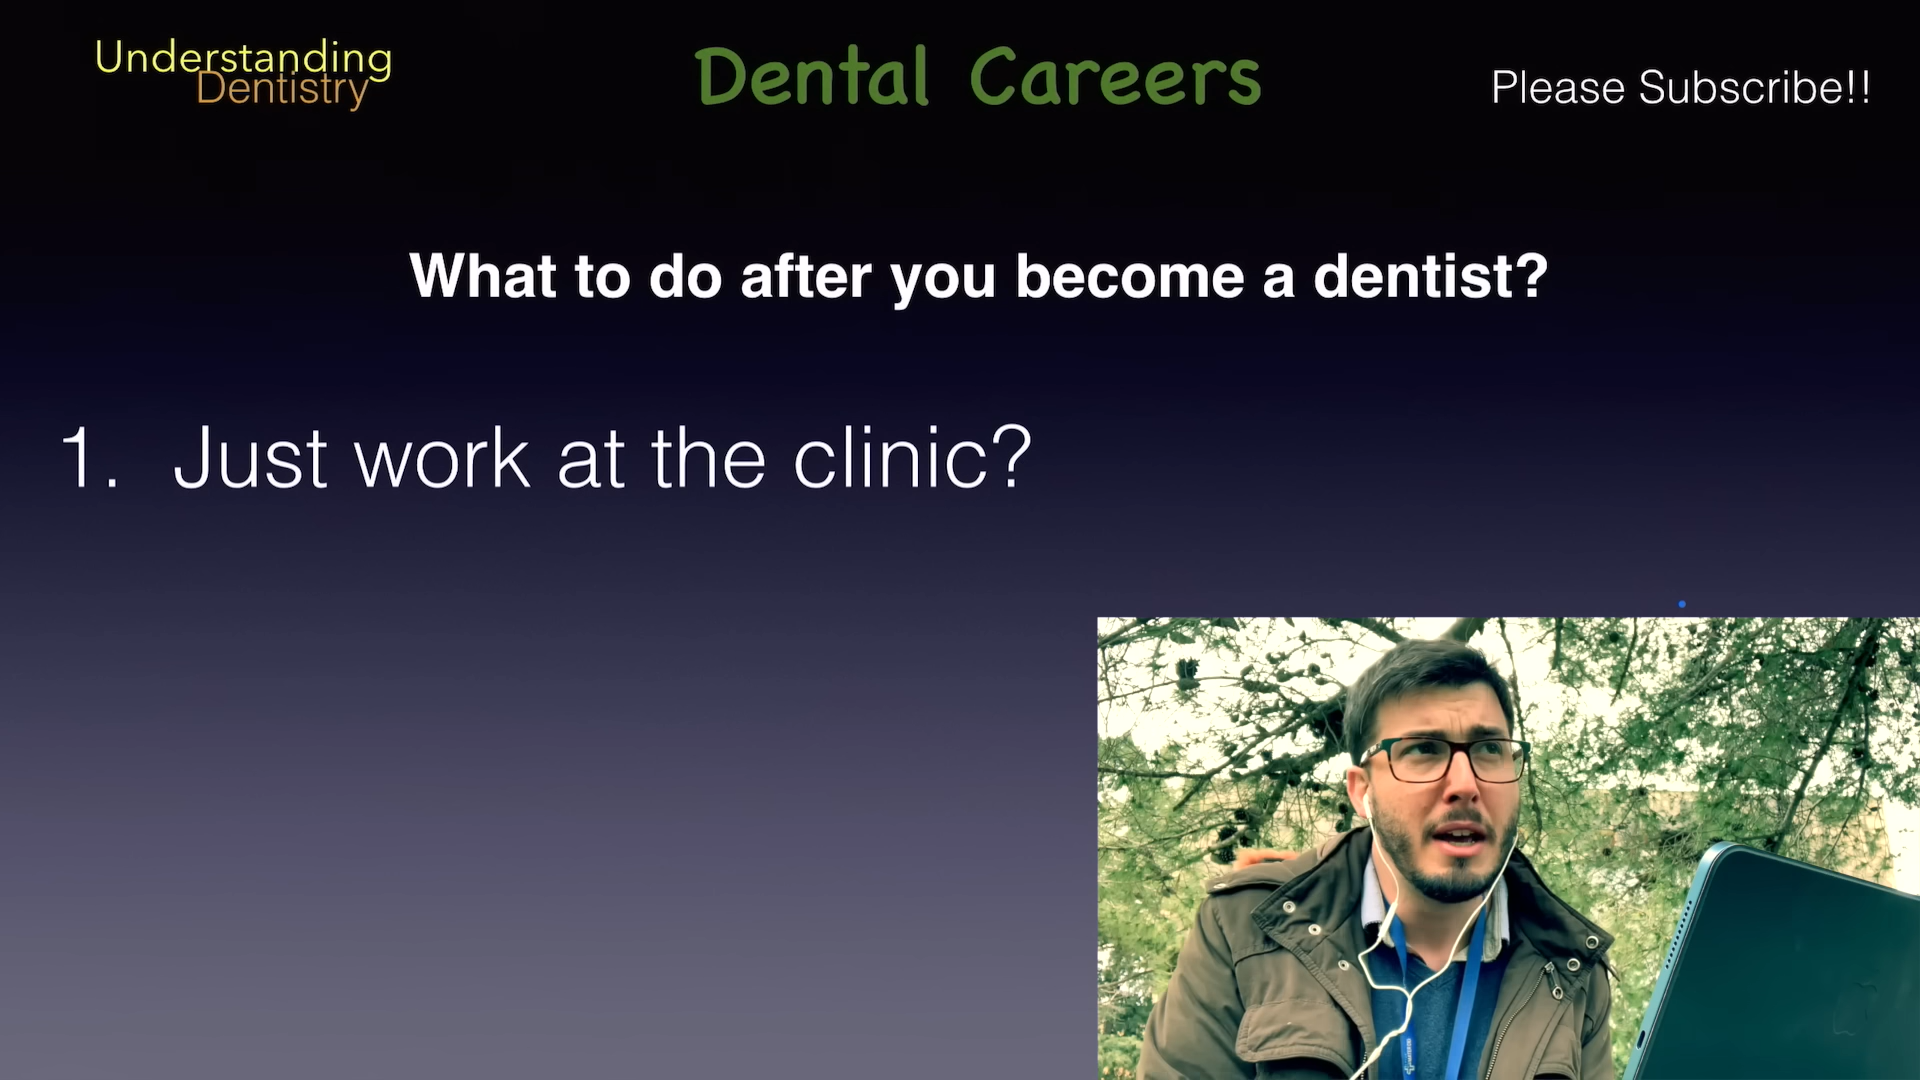 Understanding
Dentistry
Dental Careers
Please Subscribe!!
What to do after you become a dentist?
1. Just work at the clinic?